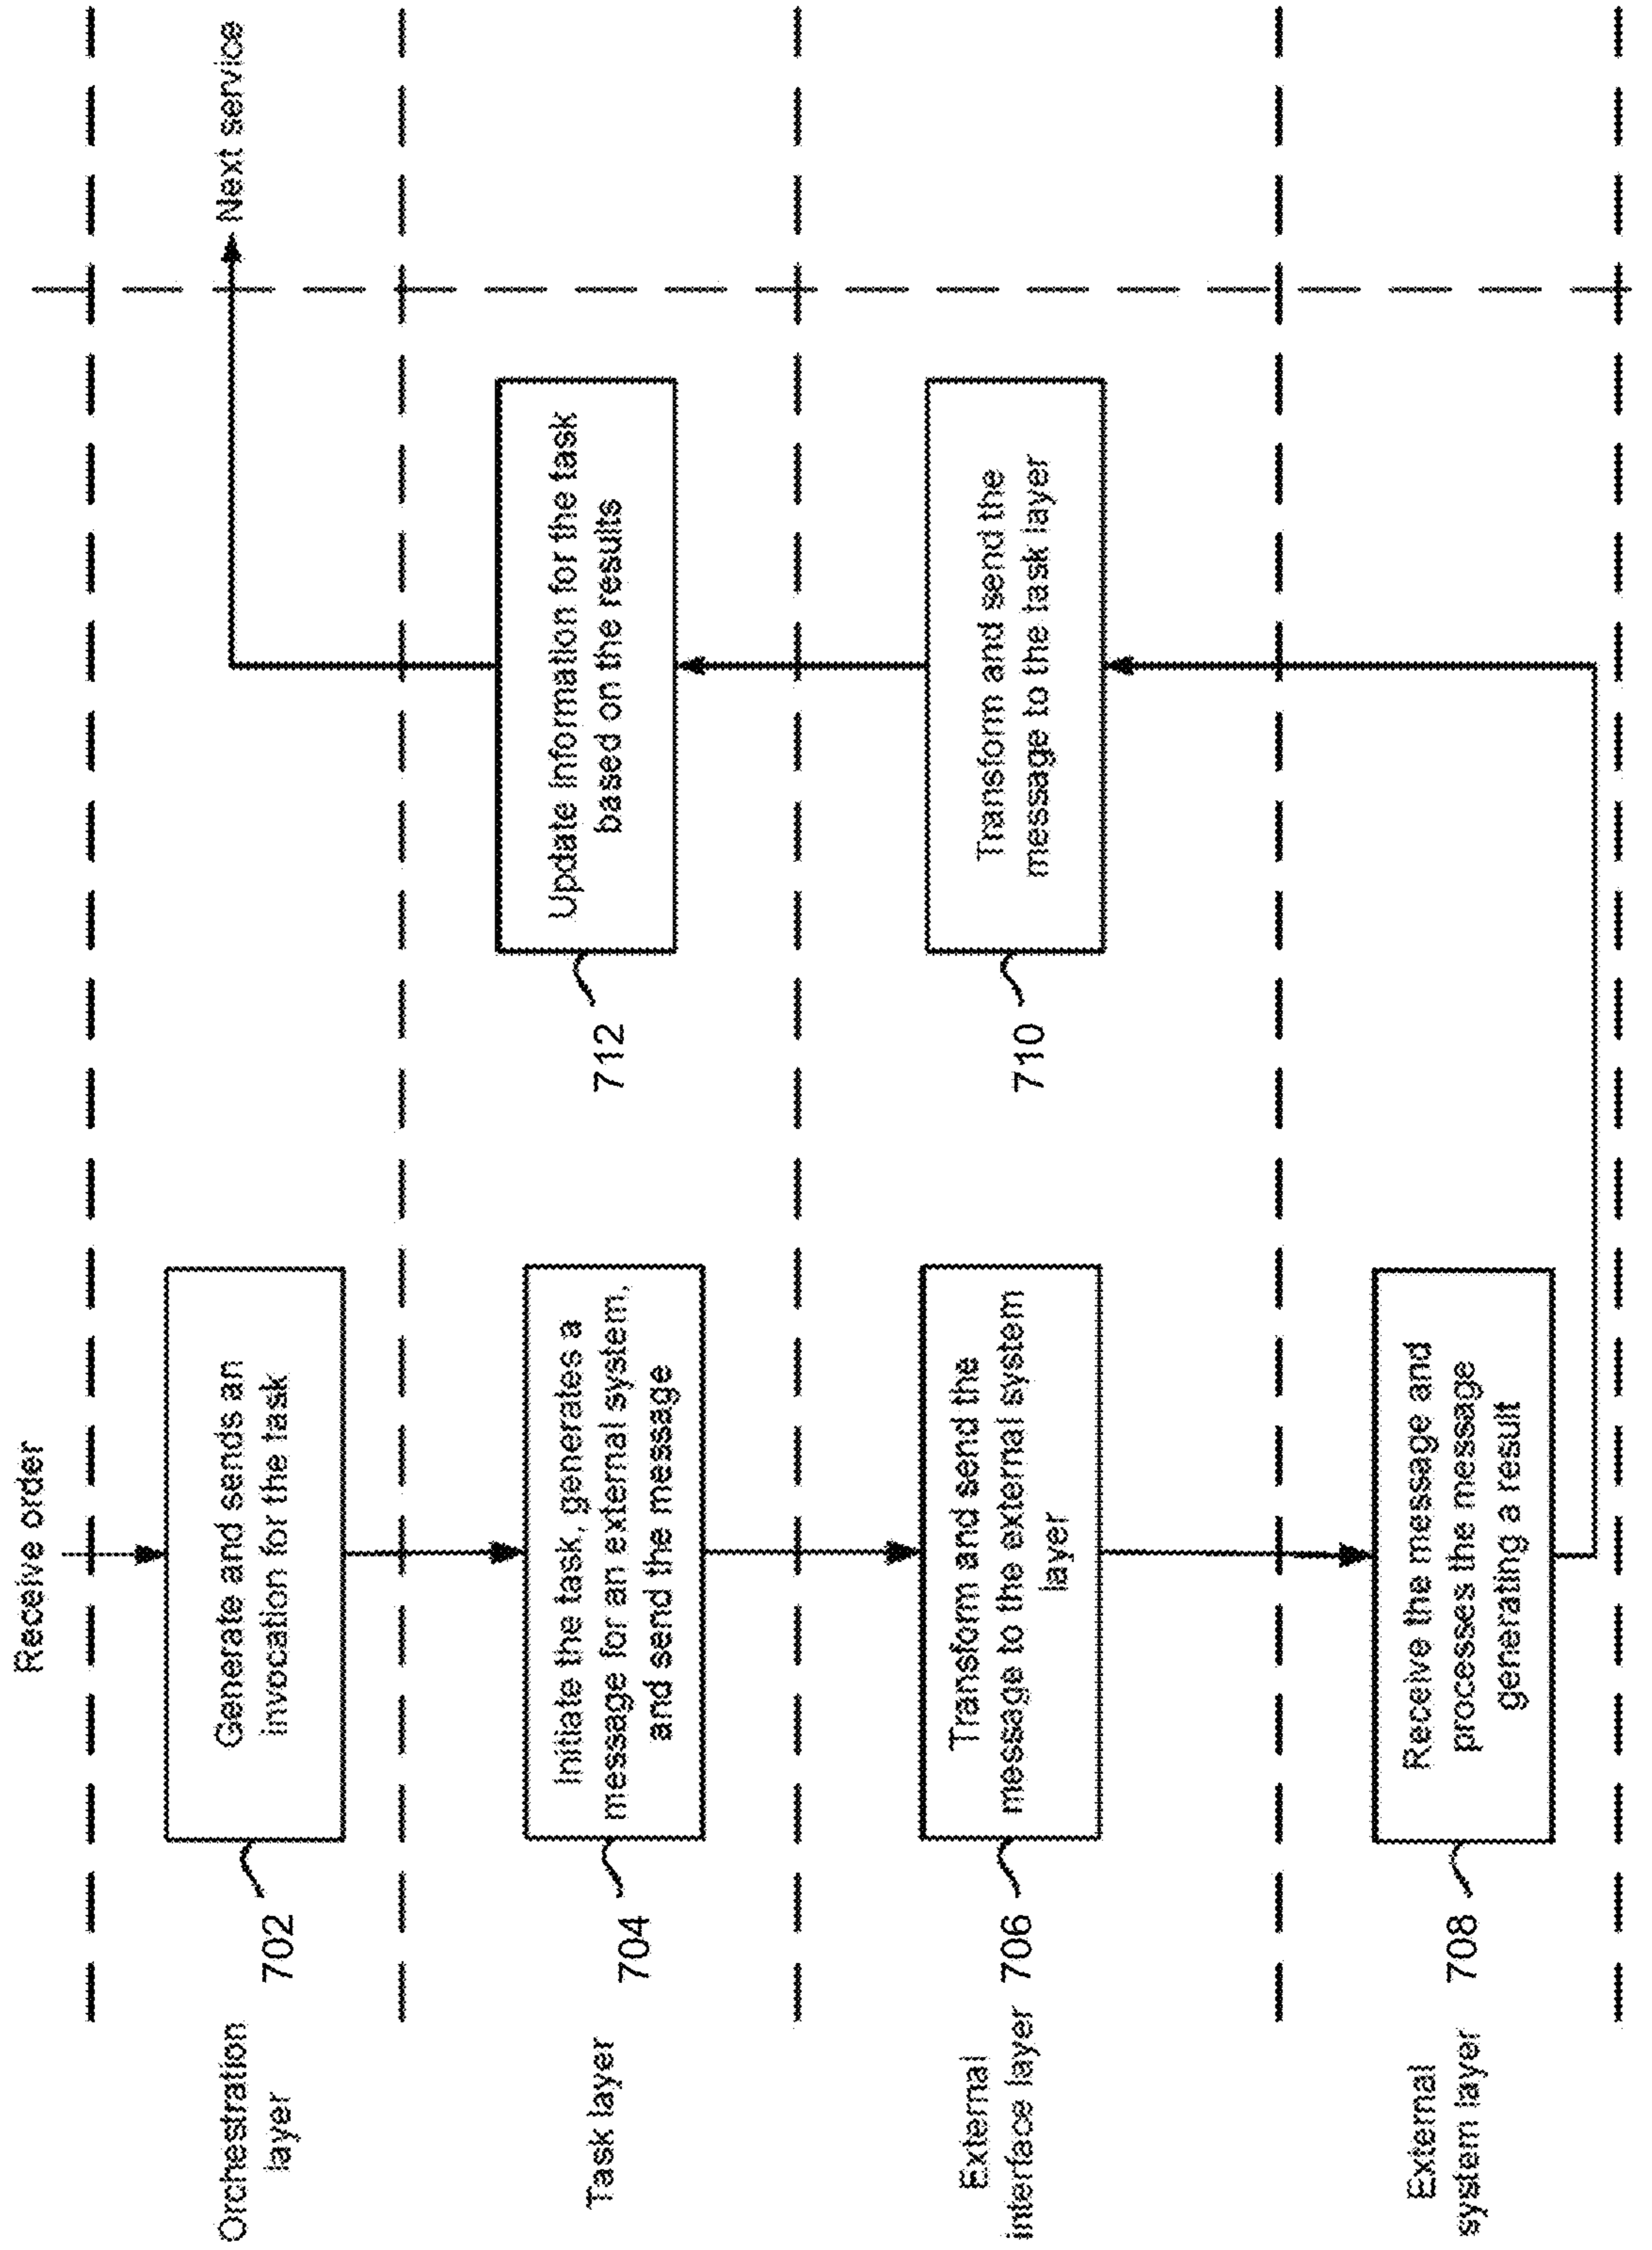 Receive order
Orchestration
layer
702
Generate and sends an
invocation for the task
Next service
Task layer
704
Initiate the task, generates a
message for an external system,
and send the message
712
Update information for the task
based on the results
External
interface layer
706
Transform and send the
message to the external system
layer
710
Transform and send the
message to the task layer
External
system layer
708
Receive the message and
processes the message
generating a result